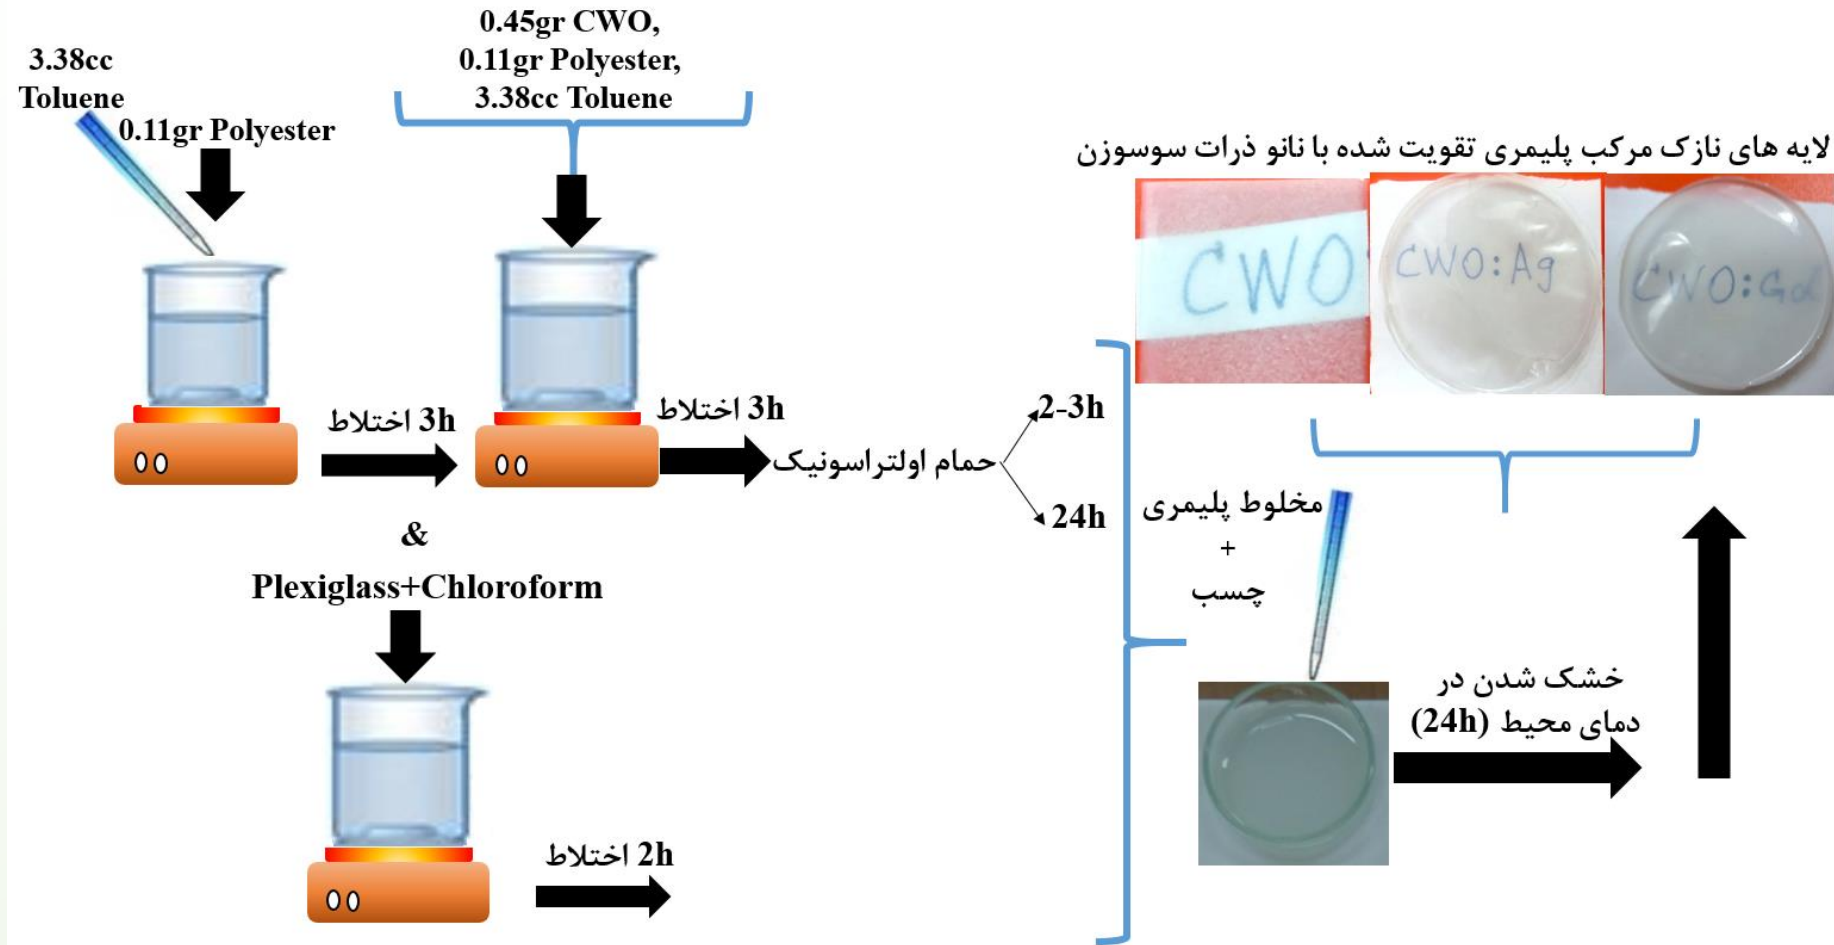 3.38cc
Toluene
0.11gr Polyester
0.45gr CWO,
0.11gr Polyester,
3.38cc Toluene
3h اختلاط
3h اختلاط
حمام اولتراسونیک
2-3h
24h
&
Plexiglass+Chloroform
2h اختلاط
مخلوط پلیمری
+
چسب
خشک شدن در
دمای محیط (24h)
لایه های نازک مرکب پلیمری تقویت شده با نانو ذرات سوسوزن
CWO
CWO:Ag
CWO:Gd